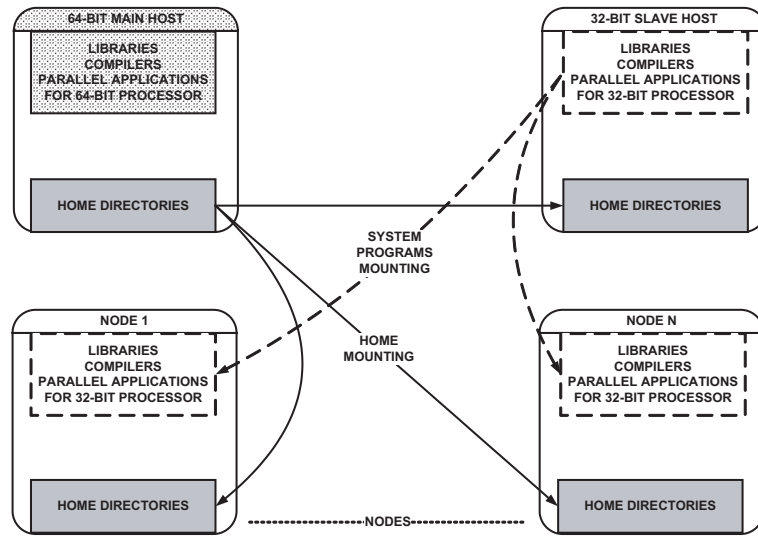 64-BIT MAIN HOST
LIBRARIES
COMPILERS
PARALLEL APPLICATIONS
FOR 64-BIT PROCESSOR
HOME DIRECTORIES
32-BIT SLAVE HOST
LIBRARIES
COMPILERS
PARALLEL APPLICATIONS
FOR 32-BIT PROCESSOR
HOME DIRECTORIES
SYSTEM
PROGRAMS
MOUNTING
HOME
MOUNTING
NODE 1
LIBRARIES
COMPILERS
PARALLEL APPLICATIONS
FOR 32-BIT PROCESSOR
HOME DIRECTORIES
NODE N
LIBRARIES
COMPILERS
PARALLEL APPLICATIONS
FOR 32-BIT PROCESSOR
HOME DIRECTORIES
NODES